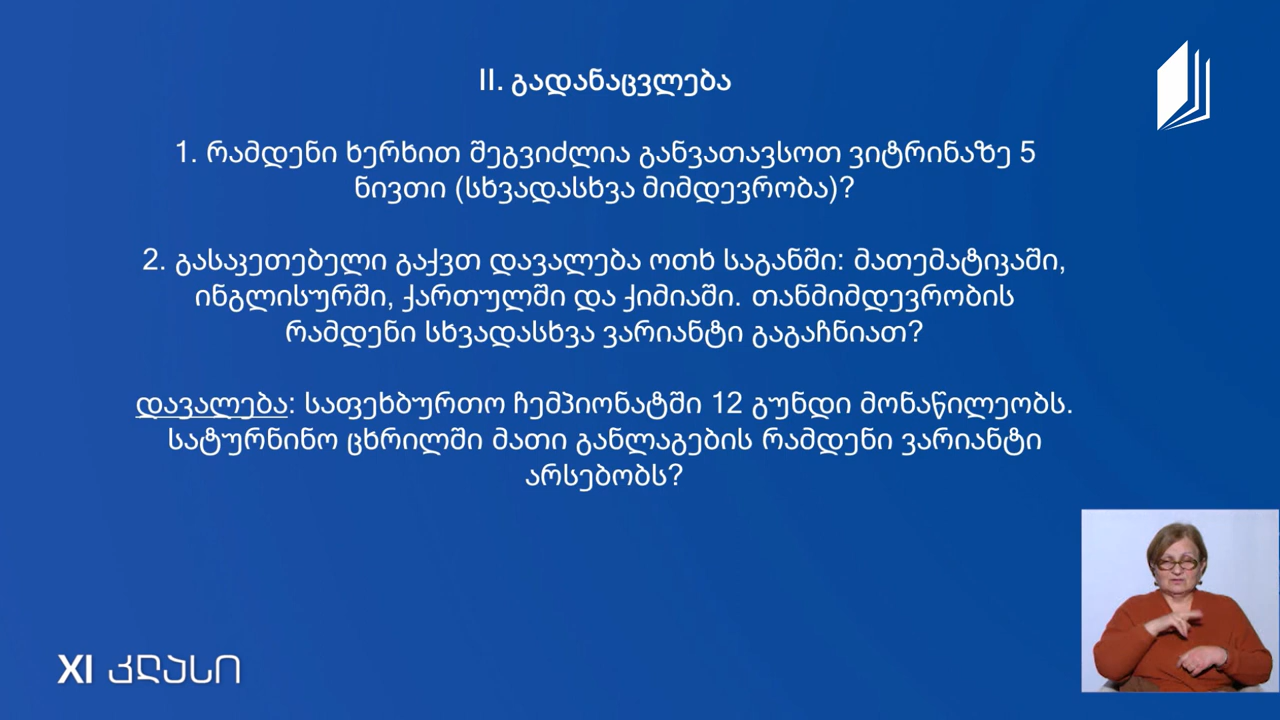 II. გადანაცვლება
1. რამდენი ხერხით შეგვიძლია განვათავსოთ ვიტრინაზე 5
ნივთი (სხვადასხვა მიმდევრობა)?
2. გასაკეთებელი გაქვთ დავალება ოთხ საგანში: მათემატიკაში,
ინგლისურში, ქართულში და ქიმიაში. თანმიმდევრობის
რამდენი სხვადასხვა ვარიანტი გაგაჩნიათ?
დავალება: საფეხბურთო ჩემპიონატში 12 გუნდი მონაწილეობს.
სატურნინო ცხრილში მათი განლაგების რამდენი ვარიანტი
არსებობს?
XI კლასი